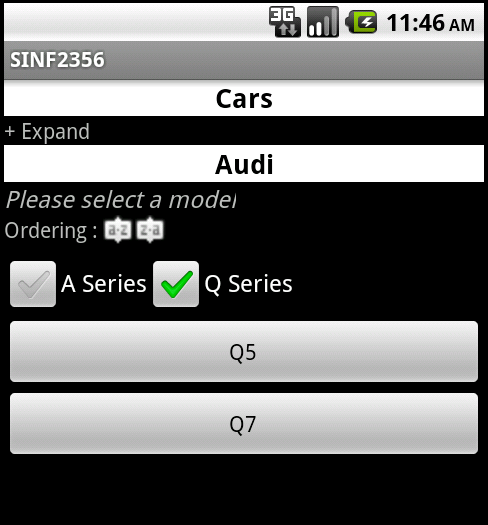 3G 11:46 AM
SINF2356
Cars
+ Expand
Audi
Please select a model
Ordering : a-z z-a
A Series Q Series
Q5
Q7